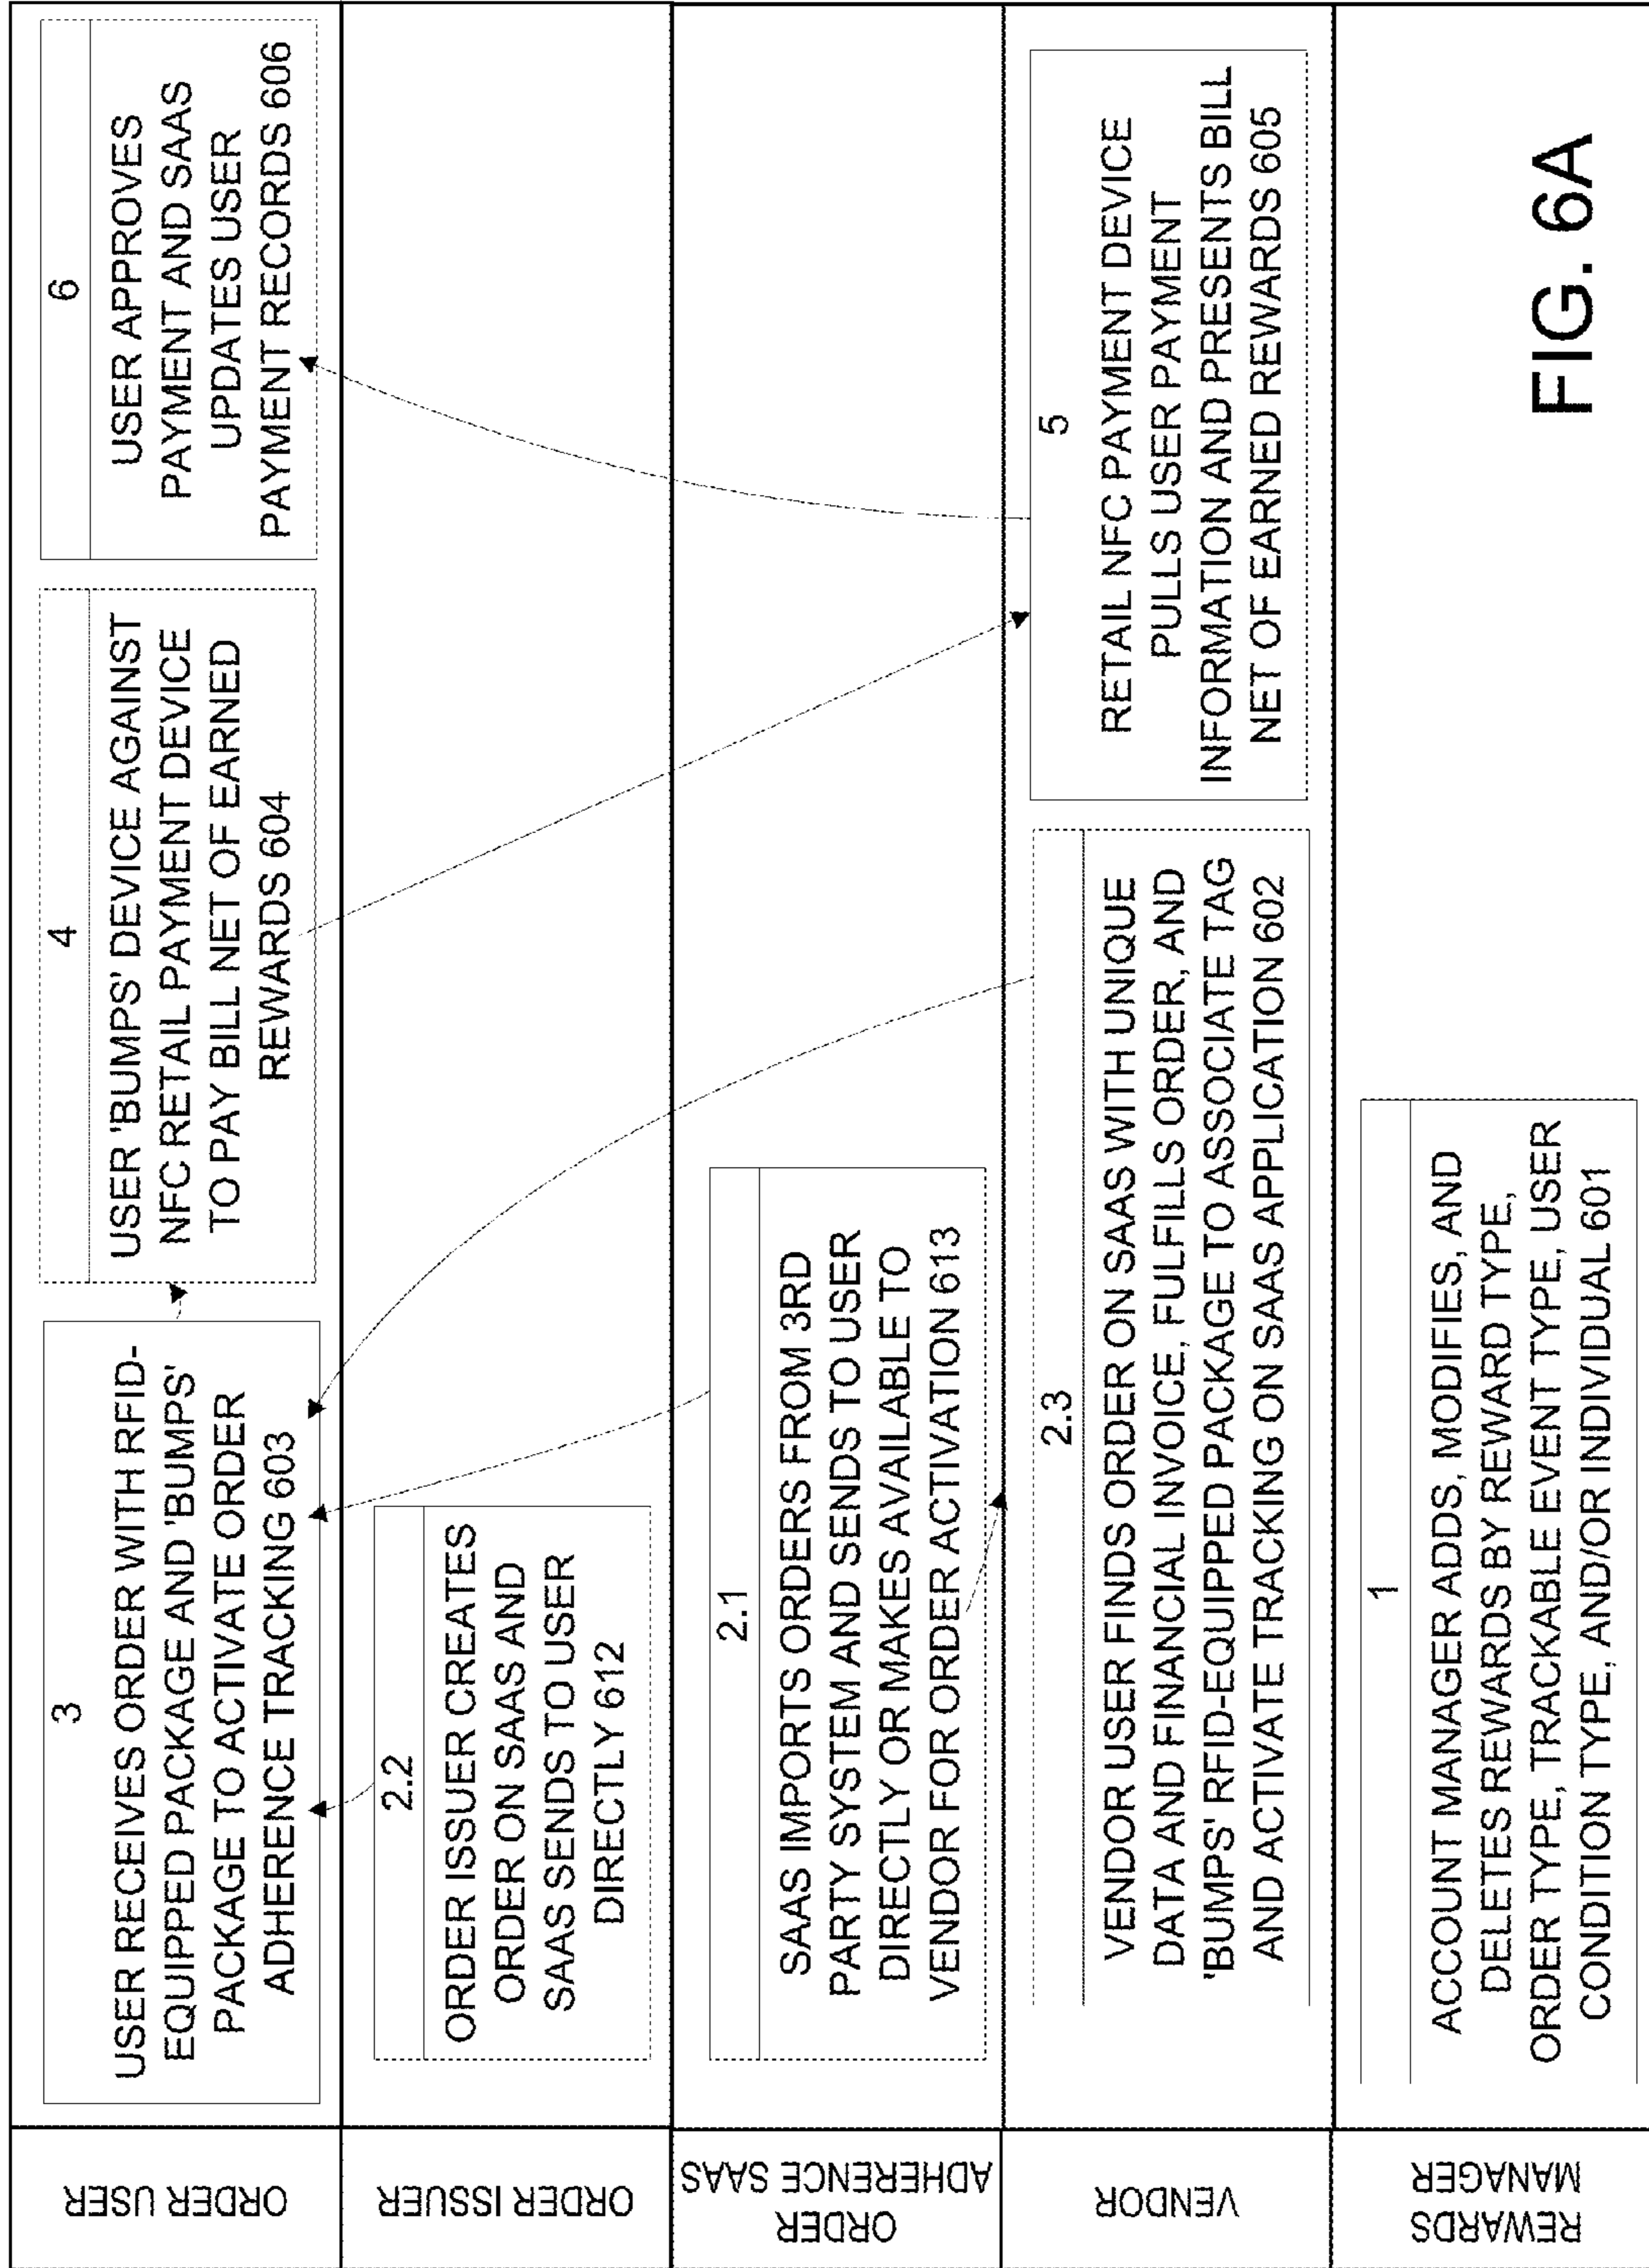 ORDER USER
3
USER RECEIVES ORDER WITH RFID-
EQUIPPED PACKAGE AND 'BUMPS'
PACKAGE TO ACTIVATE ORDER
ADHERENCE TRACKING 603
4
USER 'BUMPS' DEVICE AGAINST
NFC RETAIL PAYMENT DEVICE
TO PAY BILL NET OF EARNED
REWARDS 604
6
USER APPROVES
PAYMENT AND SAAS
UPDATES USER
PAYMENT RECORDS 606
ORDER ISSUER
2.2
ORDER ISSUER CREATES
ORDER ON SAAS AND
SAAS SENDS TO USER
DIRECTLY 612
ORDER
ADHERENCE SAAS
2.1
SAAS IMPORTS ORDERS FROM 3RD
PARTY SYSTEM AND SENDS TO USER
DIRECTLY OR MAKES AVAILABLE TO
VENDOR FOR ORDER ACTIVATION 613
VENDOR
2.3
VENDOR USER FINDS ORDER ON SAAS WITH UNIQUE
DATA AND FINANCIAL INVOICE, FULFILLS ORDER, AND
'BUMPS' RFID-EQUIPPED PACKAGE TO ASSOCIATE TAG
AND ACTIVATE TRACKING ON SAAS APPLICATION 602
5
RETAIL NFC PAYMENT DEVICE
PULLS USER PAYMENT
INFORMATION AND PRESENTS BILL
NET OF EARNED REWARDS 605
REWARDS
MANAGER
1
ACCOUNT MANAGER ADDS, MODIFIES, AND
DELETES REWARDS BY REWARD TYPE,
ORDER TYPE, TRACKABLE EVENT TYPE, USER
CONDITION TYPE, AND/OR INDIVIDUAL 601
FIG. 6A